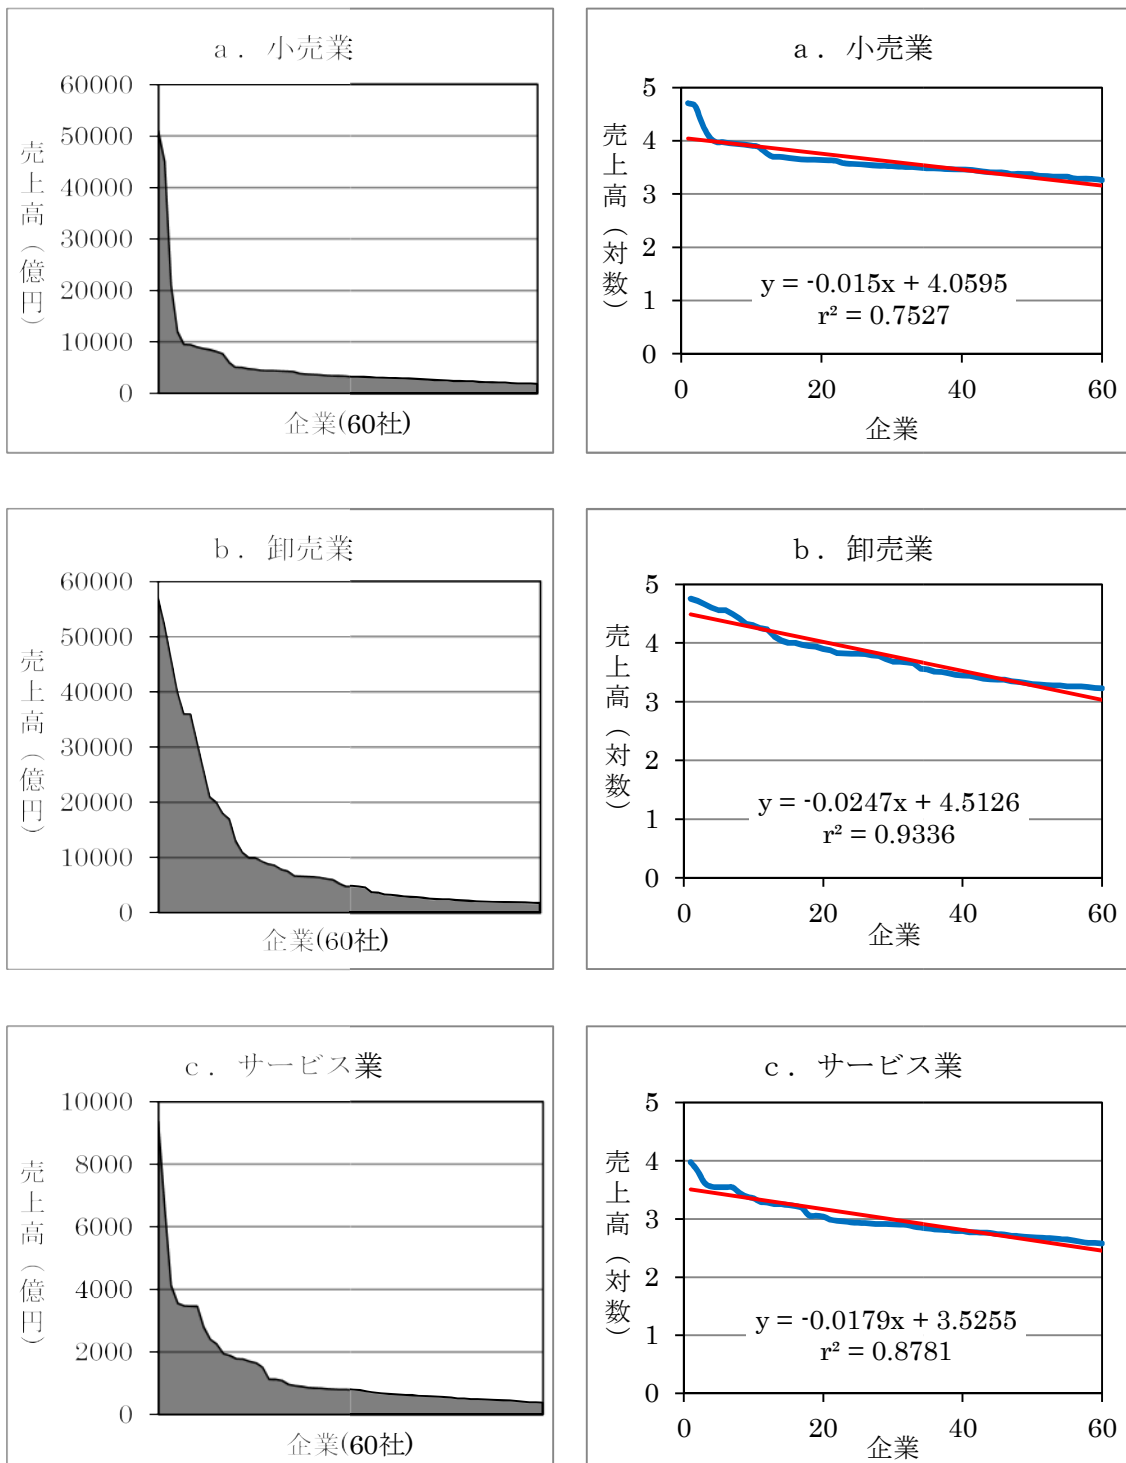 a．小売業
60000
50000
40000
30000
20000
10000
0
売上高（億円）
企業(60社)
a．小売業
5
4
3
2
1
0
売上高（対数）
y = -0.015x + 4.0595
r² = 0.7527
0 20 40 60
企業
b．卸売業
60000
50000
40000
30000
20000
10000
0
売上高（億円）
企業(60社)
b．卸売業
5
4
3
2
1
0
売上高（対数）
y = -0.0247x + 4.5126
r² = 0.9336
0 20 40 60
企業
c．サービス業
10000
8000
6000
4000
2000
0
売上高（億円）
企業(60社)
c．サービス業
5
4
3
2
1
0
売上高（対数）
y = -0.0179x + 3.5255
r² = 0.8781
0 20 40 60
企業